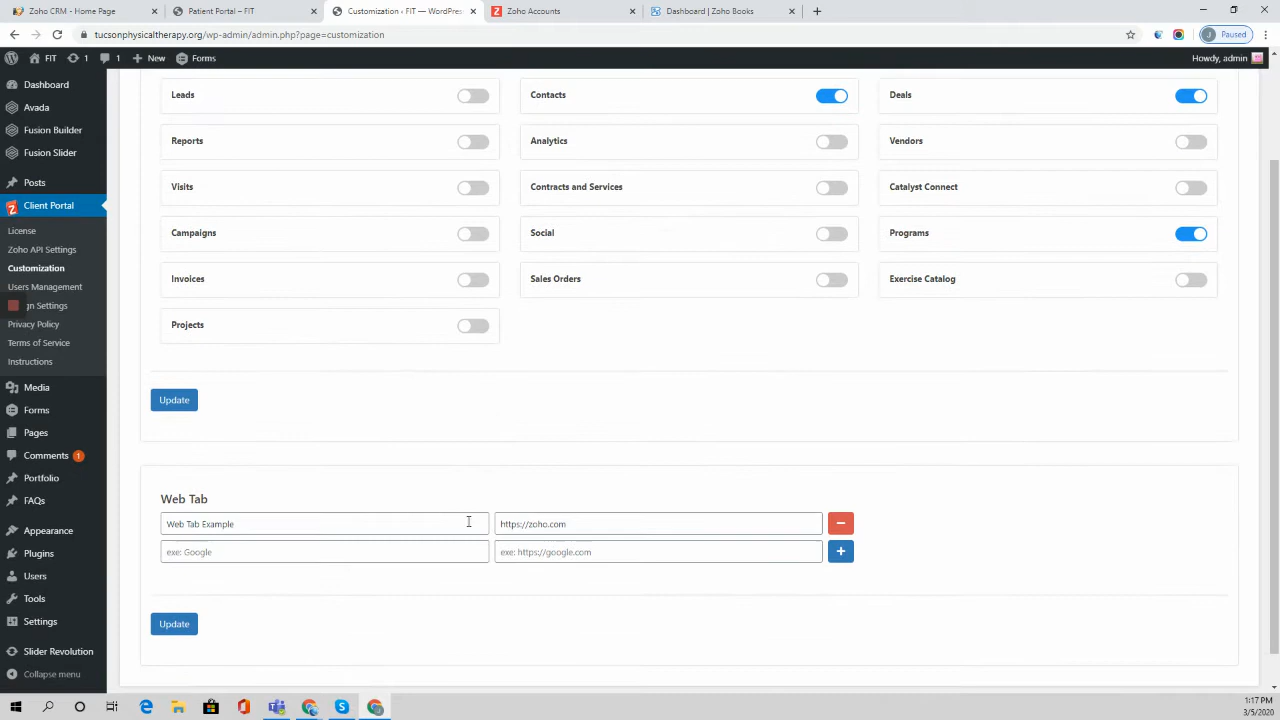 Zoho CRM - Home Page
Patient Portal – FIT
Customization ‹ FIT — WordPres
Zoho Accounts
Dashboard | Zoho Books
tucsonphysicaltherapy.org/wp-admin/admin.php?page=customization
J Paused
FIT 1 1 New Forms
Howdy, admin
Dashboard
Avada
Fusion Builder
Fusion Slider
Posts
Client Portal
License
Zoho API Settings
Customization
Users Management
gn Settings
Privacy Policy
Terms of Service
Instructions
Media
Forms
Pages
Comments 1
Portfolio
FAQs
Appearance
Plugins
Users
Tools
Settings
Slider Revolution
Collapse menu
Leads Contacts Deals
Reports Analytics Vendors
Visits Contracts and Services Catalyst Connect
Campaigns Social Programs
Invoices Sales Orders Exercise Catalog
Projects
Update
Web Tab
Web Tab Example https://zoho.com
exe: Google exe: https://google.com
Update
1:17 PM
3/5/2020